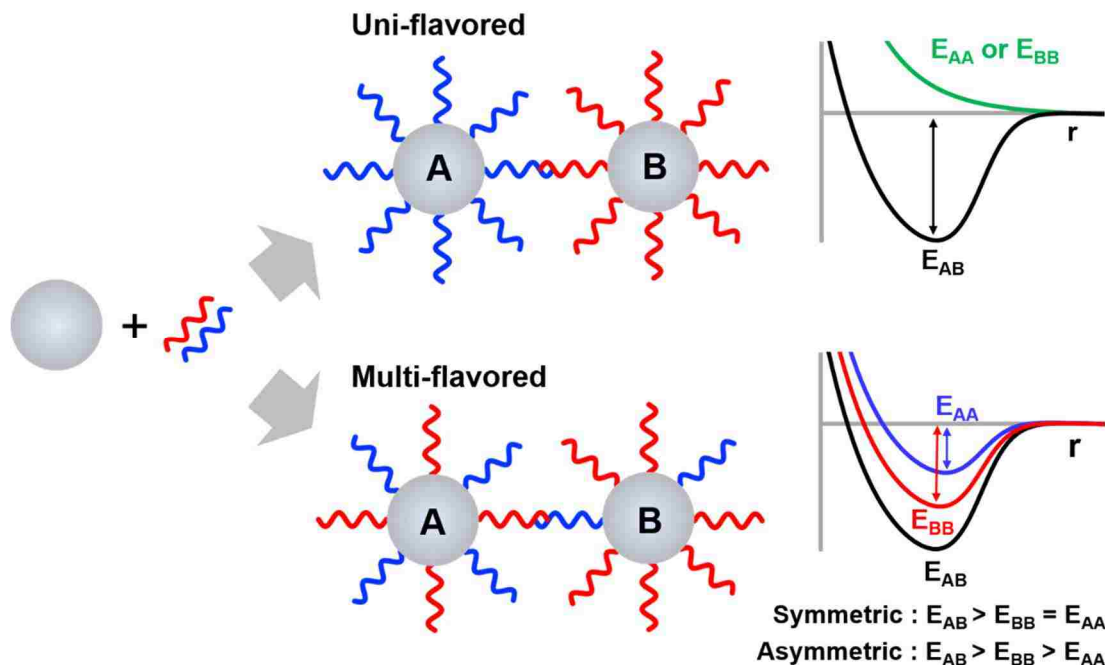 Uni-flavored
A
B
E_AA or E_BB
r
E_AB
+
Multi-flavored
A
B
E_AA
r
E_BB
E_AB
Symmetric : E_AB > E_BB = E_AA
Asymmetric : E_AB > E_BB > E_AA